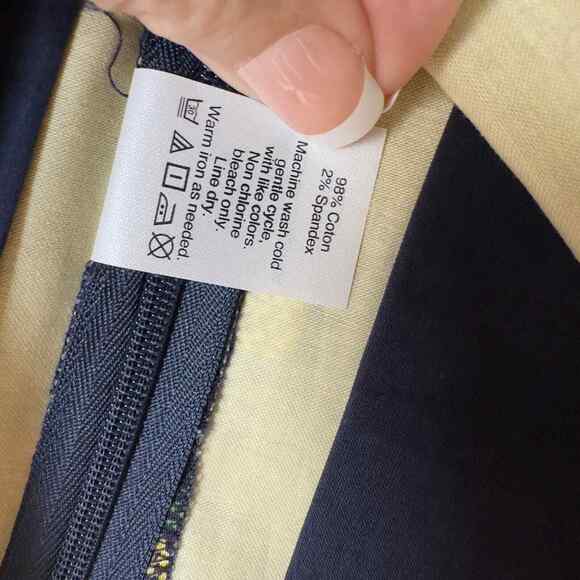 98% Coton
2% Spandex
Machine wash cold
gentle cycle,
with like colors,
Non chlorine
bleach only.
Line dry.
Warm iron as needed.
30